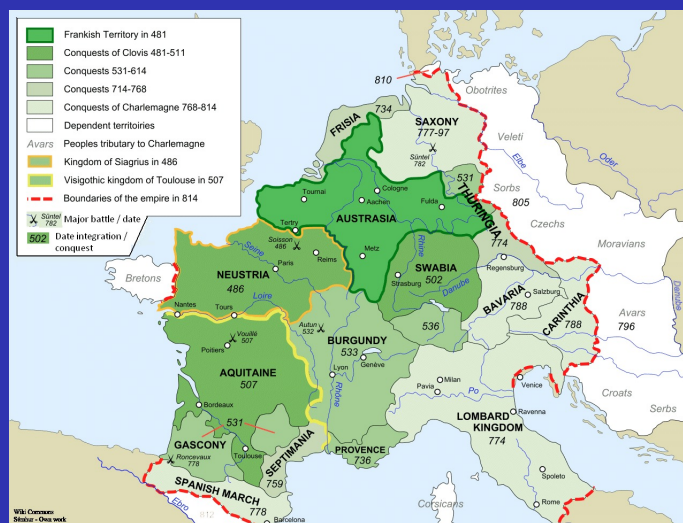 Frankish Territory in 481
Conquests of Clovis 481-511
Conquests 531-614
Conquests 714-768
Conquests of Charlemagne 768-814
Dependent territoiries
Avars Peoples tributary to Charlemagne
Kingdom of Siagrius in 486
Visigothic kingdom of Toulouse in 507
Boundaries of the empire in 814
Süntel
782
Major battle / date
502
Date integration /
conquest
810
Obotrites
734
FRISIA
SAXONY
777-97
Süntel
782
Veleti
Elbe
Oder
531
Sorbs
805
THURINGIA
Tournai
Cologne
Aachen
Fulda
AUSTRASIA
Czechs
Moravians
Tertry
Soisson
486
Reims
Metz
774
Regensburg
Seine
Paris
NEUSTRIA
486
Bretons
Rhine
SWABIA
502
Strasburg
Danube
Danube
BAVARIA
788
Salzburg
CARINTHIA
788
Avars
796
Loire
Nantes
Tours
Autun
532
BURGUNDY
533
536
Vouillé
507
Poitiers
AQUITAINE
507
Lyon
Genève
Rhône
Milan
Pavia
Po
Venice
Croats
Serbs
Bordeaux
Ravenna
LOMBARD
KINGDOM
774
531
GASCONY
Roncevaux
778
Toulouse
SEPTIMANIA
759
PROVENCE
736
Spoleto
SPANISH MARCH
778
Ebro
812
Barcelona
Corsicans
Rome
Wiki Commons
Sémhur - Own work